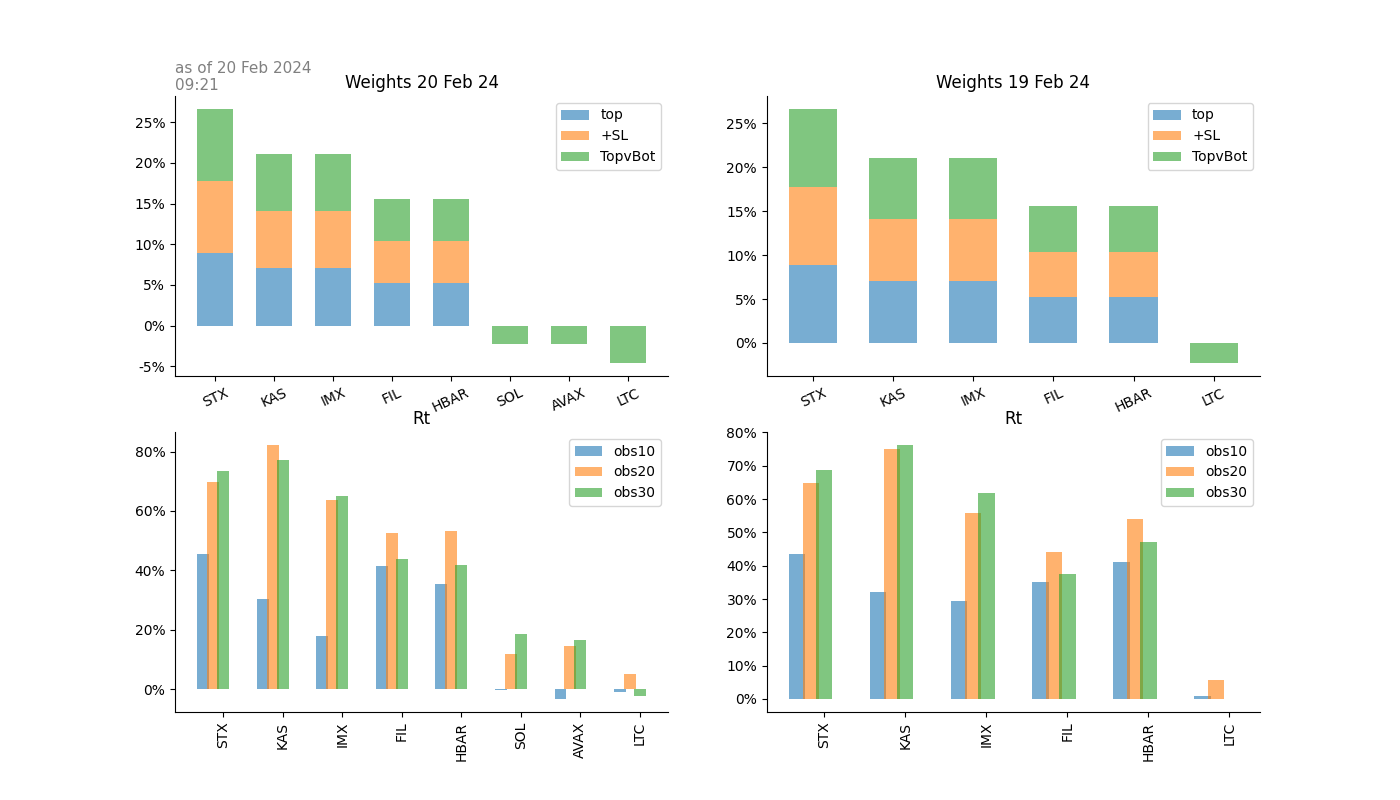 as of 20 Feb 2024
09:21
Weights 20 Feb 24
25%
20%
15%
10%
5%
0%
-5%
top
+SL
TopvBot
STX
KAS
IMX
FIL
HBAR
SOL
AVAX
LTC
Weights 19 Feb 24
25%
20%
15%
10%
5%
0%
top
+SL
TopvBot
STX
KAS
IMX
FIL
HBAR
LTC
Rt
80%
60%
40%
20%
0%
obs10
obs20
obs30
STX
KAS
IMX
FIL
HBAR
SOL
AVAX
LTC
Rt
80%
70%
60%
50%
40%
30%
20%
10%
0%
obs10
obs20
obs30
STX
KAS
IMX
FIL
HBAR
LTC